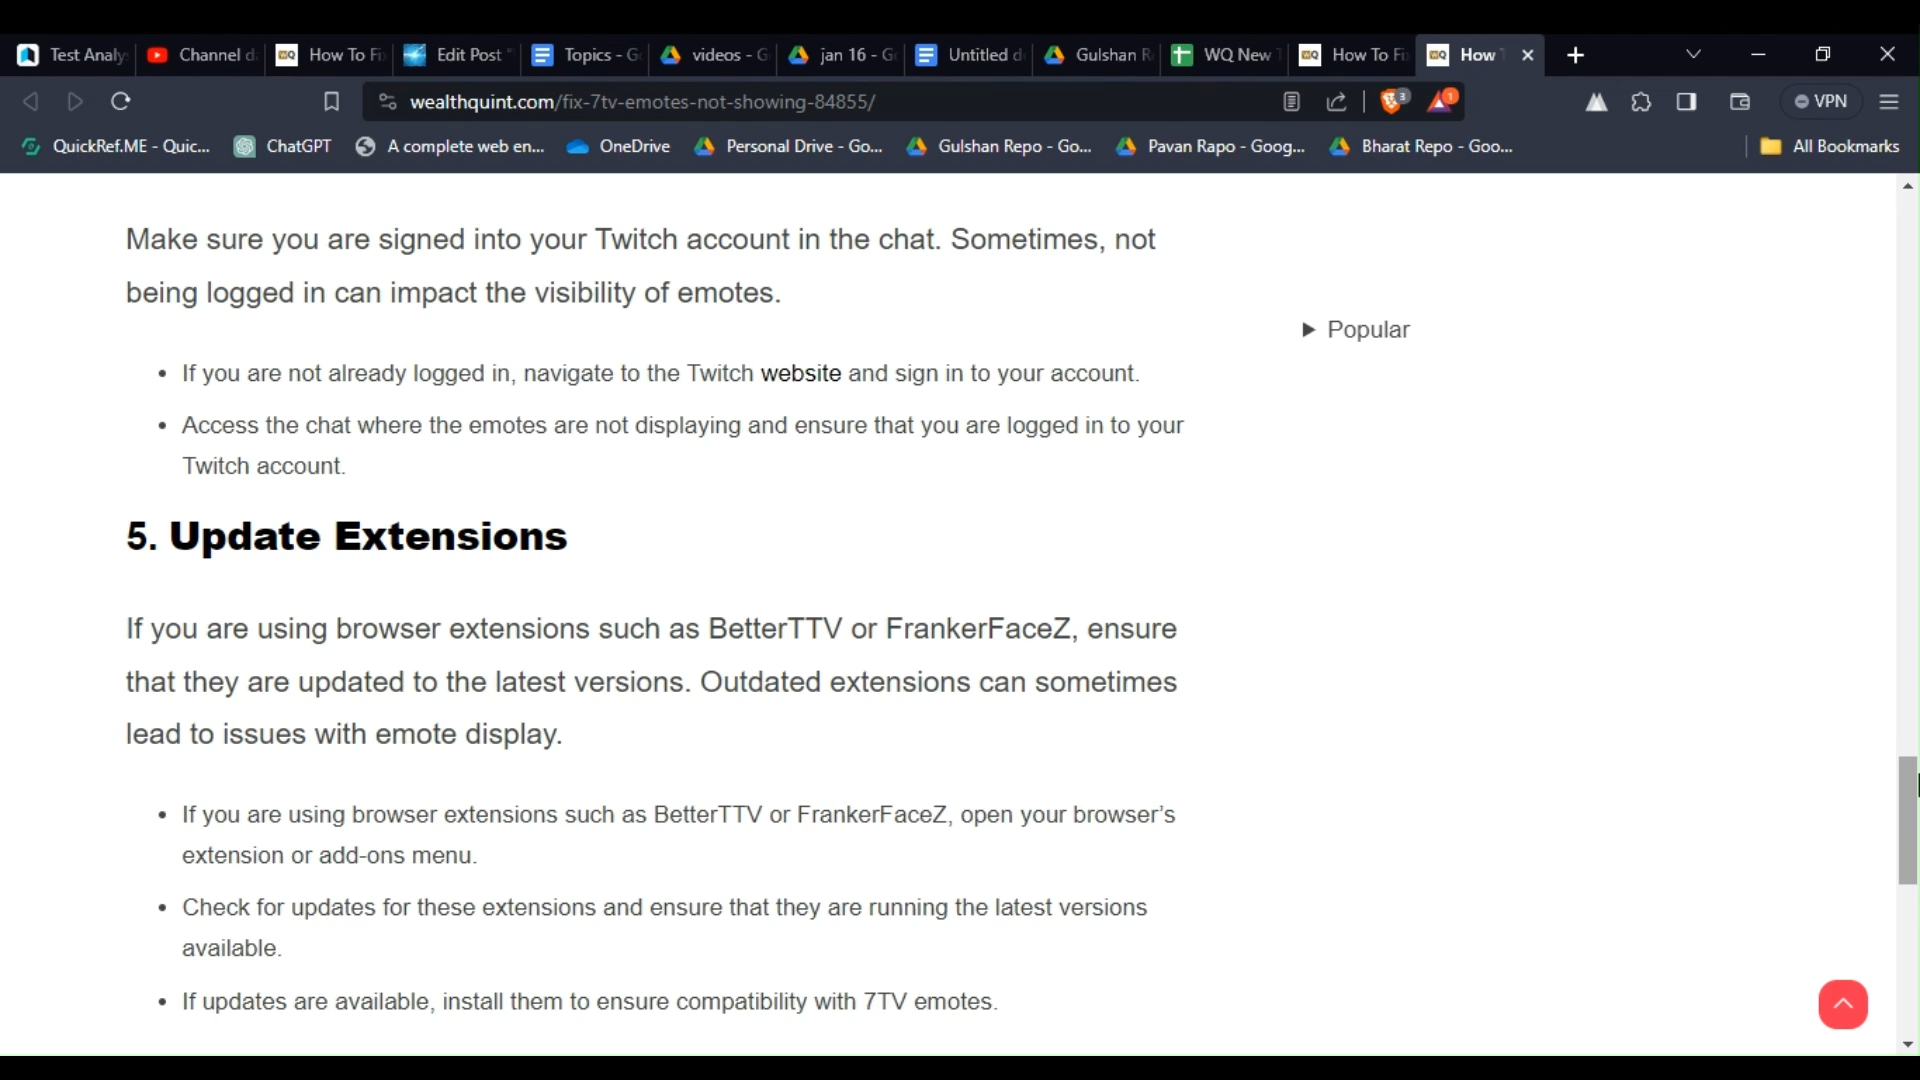 Test Analy
Channel d
How To Fi
Edit Post "
Topics - G
videos - G
jan 16 - G
Untitled d
Gulshan R
WQ New T
How To Fi
How T
wealthquint.com/fix-7tv-emotes-not-showing-84855/
3
1
VPN
QuickRef.ME - Quic...
ChatGPT
A complete web en...
OneDrive
Personal Drive - Go...
Gulshan Repo - Go...
Pavan Rapo - Goog...
Bharat Repo - Goo...
All Bookmarks
Make sure you are signed into your Twitch account in the chat. Sometimes, not
being logged in can impact the visibility of emotes.
Popular
• If you are not already logged in, navigate to the Twitch website and sign in to your account.
• Access the chat where the emotes are not displaying and ensure that you are logged in to your
Twitch account.
5. Update Extensions
If you are using browser extensions such as BetterTTV or FrankerFaceZ, ensure
that they are updated to the latest versions. Outdated extensions can sometimes
lead to issues with emote display.
• If you are using browser extensions such as BetterTTV or FrankerFaceZ, open your browser’s
extension or add-ons menu.
• Check for updates for these extensions and ensure that they are running the latest versions
available.
• If updates are available, install them to ensure compatibility with 7TV emotes.